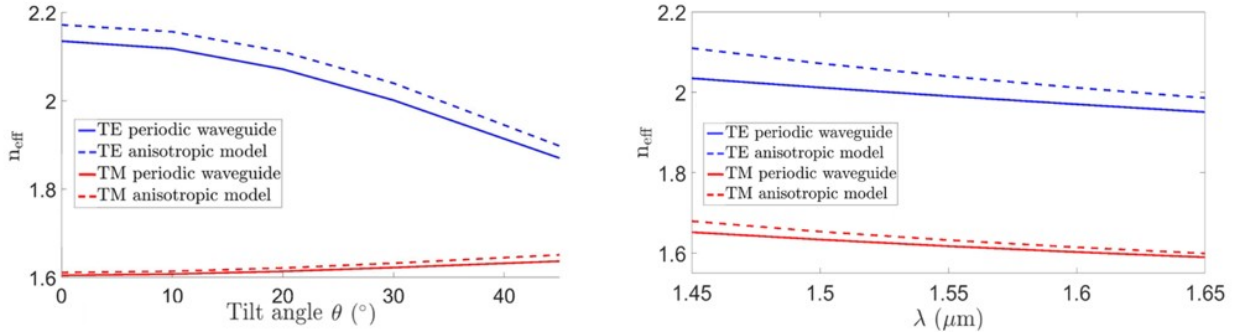 2.2
2
1.8
1.6
n_eff
TE periodic waveguide
TE anisotropic model
TM periodic waveguide
TM anisotropic model
0 10 20 30 40
Tilt angle θ (°)
2.2
2
1.8
1.6
n_eff
TE periodic waveguide
TE anisotropic model
TM periodic waveguide
TM anisotropic model
1.45 1.5 1.55 1.6 1.65
λ (μm)